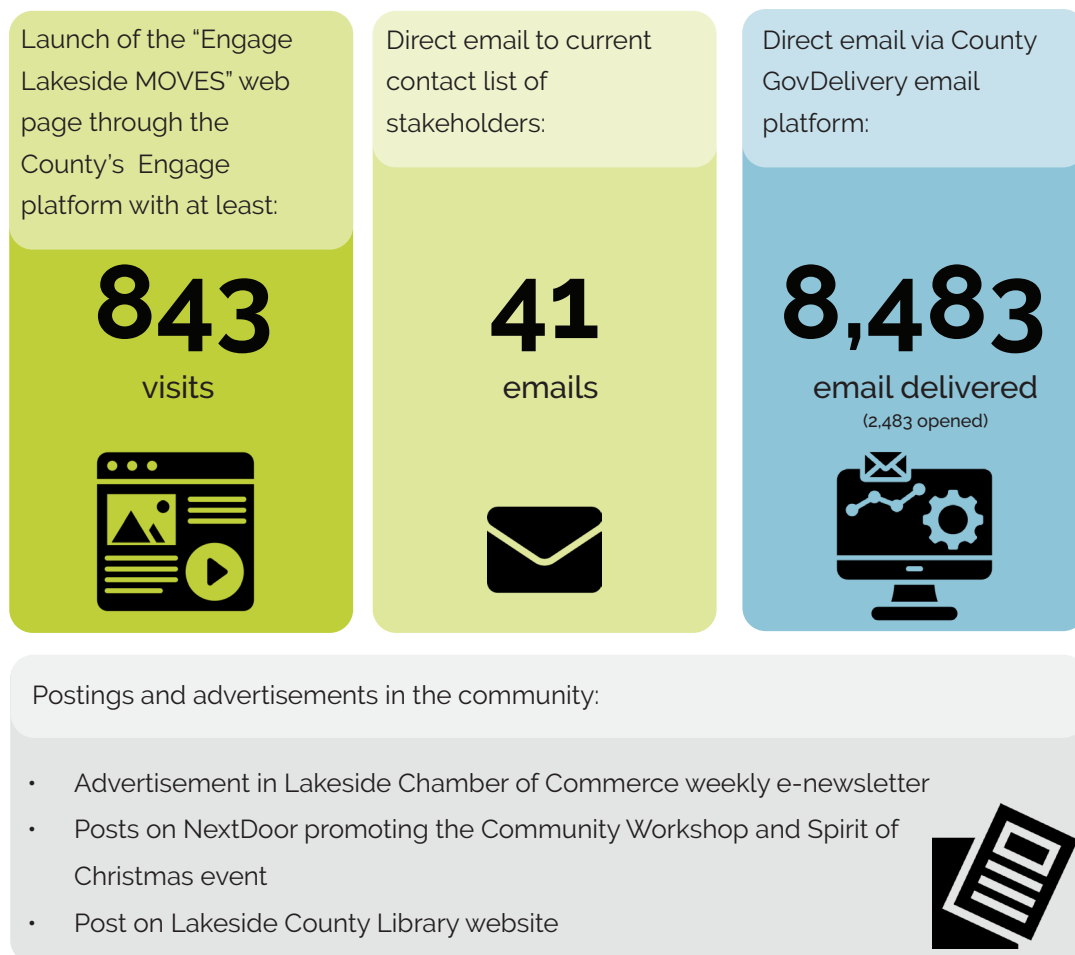 Launch of the “Engage
Lakeside MOVES” web
page through the
County’s Engage
platform with at least:
843
visits
Direct email to current
contact list of
stakeholders:
41
emails
Direct email via County
GovDelivery email
platform:
8,483
email delivered
(2,483 opened)
Postings and advertisements in the community:
• Advertisement in Lakeside Chamber of Commerce weekly e-newsletter
• Posts on NextDoor promoting the Community Workshop and Spirit of
Christmas event
• Post on Lakeside County Library website